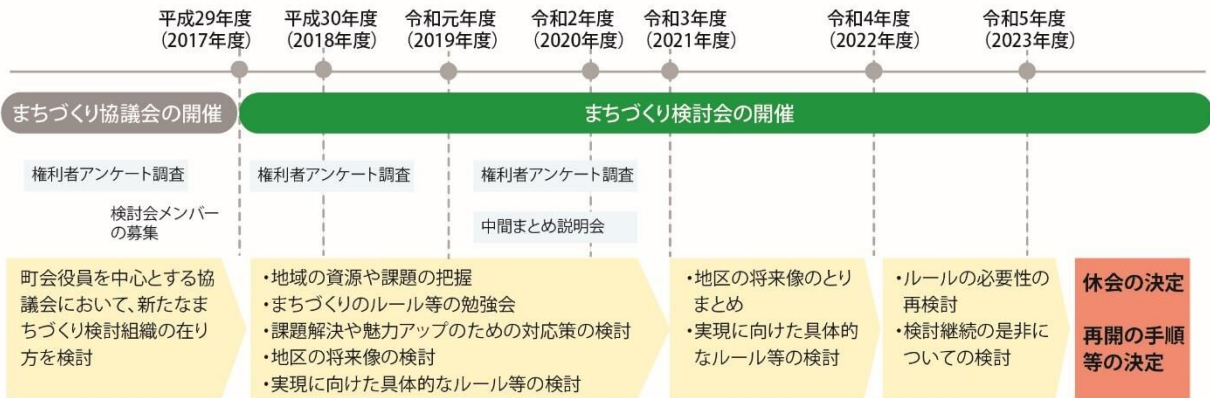 平成29年度
(2017年度)
平成30年度
(2018年度)
令和元年度
(2019年度)
令和2年度
(2020年度)
令和3年度
(2021年度)
令和4年度
(2022年度)
令和5年度
(2023年度)
まちづくり協議会の開催
まちづくり検討会の開催
権利者アンケート調査
権利者アンケート調査
権利者アンケート調査
検討会メンバー
の募集
中間まとめ説明会
町会役員を中心とする協
議会において、新たなま
ちづくり検討組織の在り
方を検討
・地域の資源や課題の把握
・まちづくりのルール等の勉強会
・課題解決や魅力アップのための対応策の検討
・地区の将来像の検討
・実現に向けた具体的なルール等の検討
・地区の将来像のとり
まとめ
・実現に向けた具体的
なルール等の検討
・ルールの必要性の
再検討
・検討継続の是非に
ついての検討
休会の決定
再開の手順
等の決定